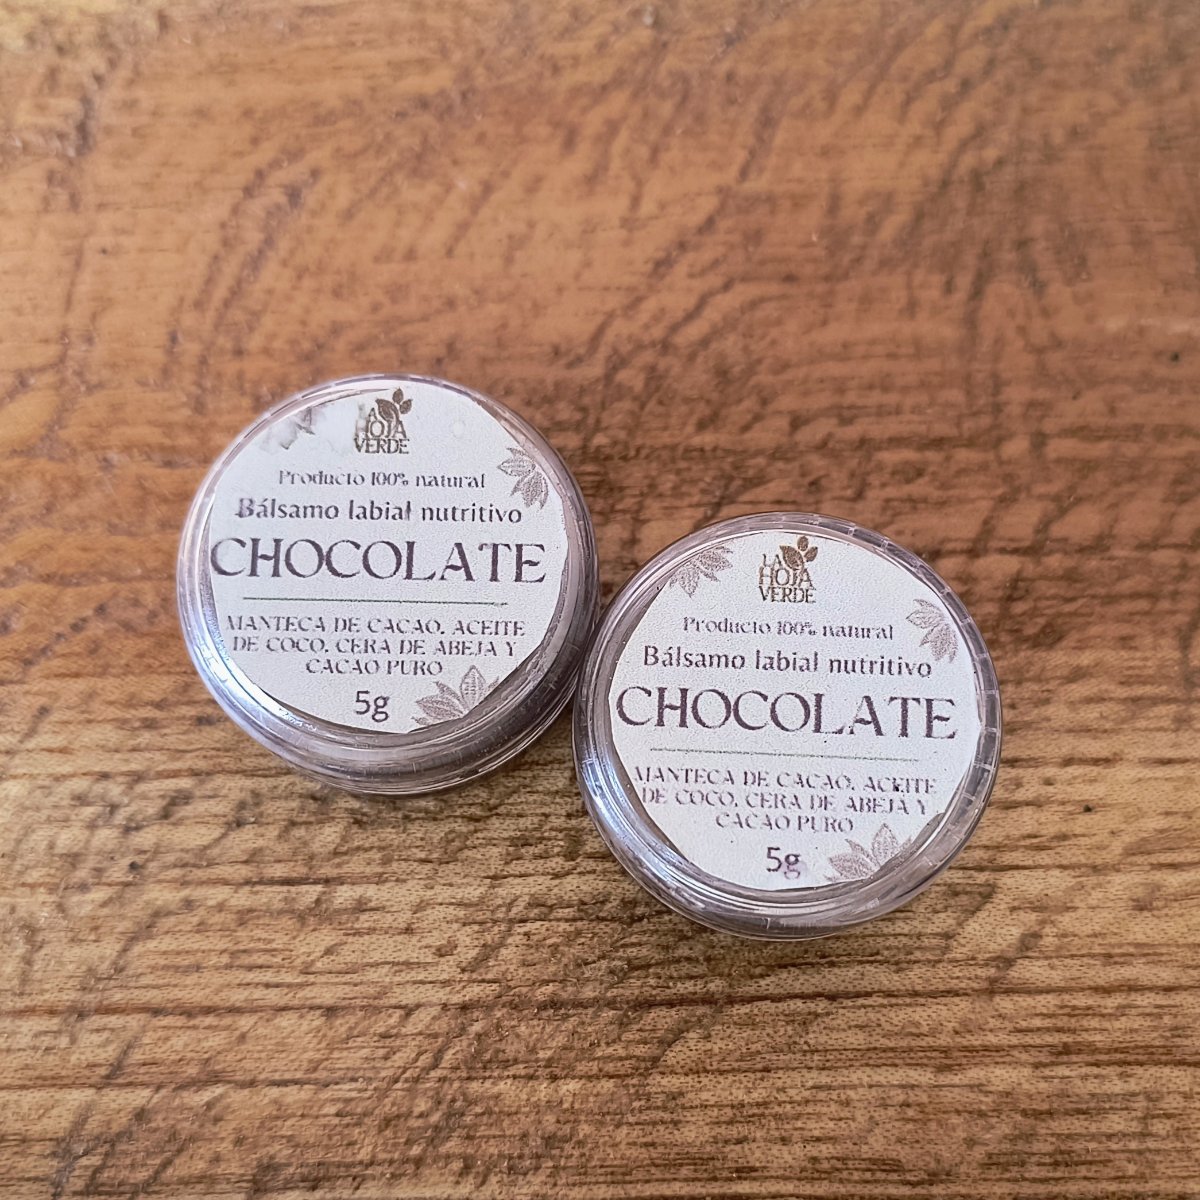 LA
HOJA
VERDE
Producto 100% natural
Bálsamo labial nutritivo
CHOCOLATE
MANTECA DE CACAO, ACEITE
DE COCO, CERA DE ABEJA Y
CACAO PURO
5g
LA
HOJA
VERDE
Producto 100% natural
Bálsamo labial nutritivo
CHOCOLATE
MANTECA DE CACAO, ACEITE
DE COCO, CERA DE ABEJA Y
CACAO PURO
5g